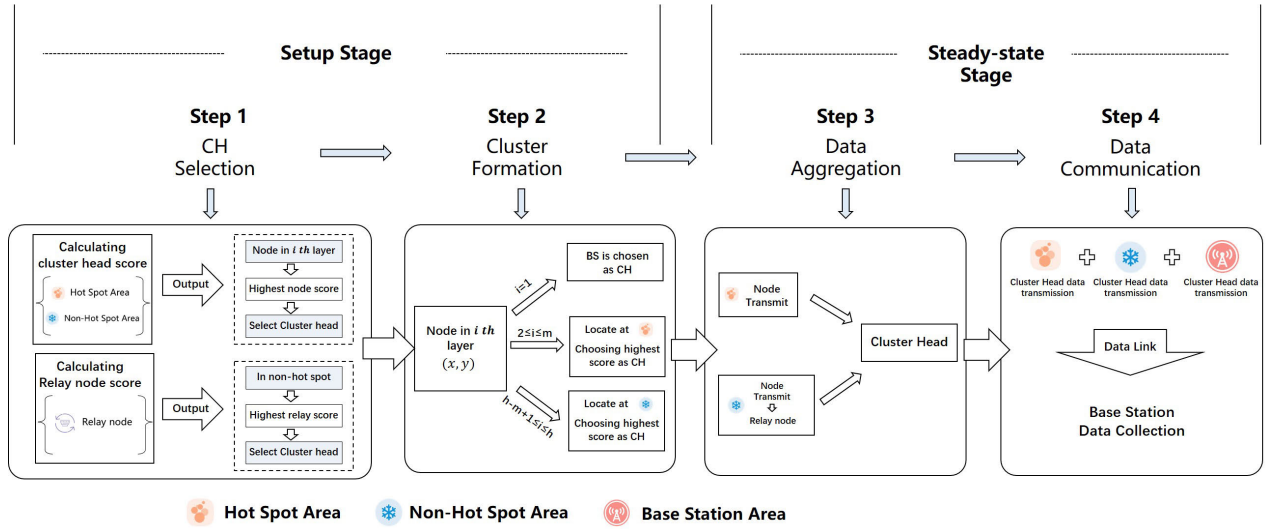 Setup Stage
Steady-state
Stage
Step 1
CH
Selection
Step 2
Cluster
Formation
Step 3
Data
Aggregation
Step 4
Data
Communication
Calculating
cluster head score
Hot Spot Area
Non-Hot Spot Area
Output
Node in i th layer
Highest node score
Select Cluster head
Calculating
Relay node score
Relay node
Output
In non-hot spot
Highest relay score
Select Cluster head
Node in i th
layer
(x, y)
i=1
BS is chosen
as CH
2≤i≤m
Locate at
Choosing highest
score as CH
h-m+1≤i≤h
Locate at
Choosing highest
score as CH
Node
Transmit
Node
Transmit
Relay node
Cluster Head
Cluster Head data
transmission
Cluster Head data
transmission
Cluster Head data
transmission
Data Link
Base Station
Data Collection
Hot Spot Area
Non-Hot Spot Area
Base Station Area